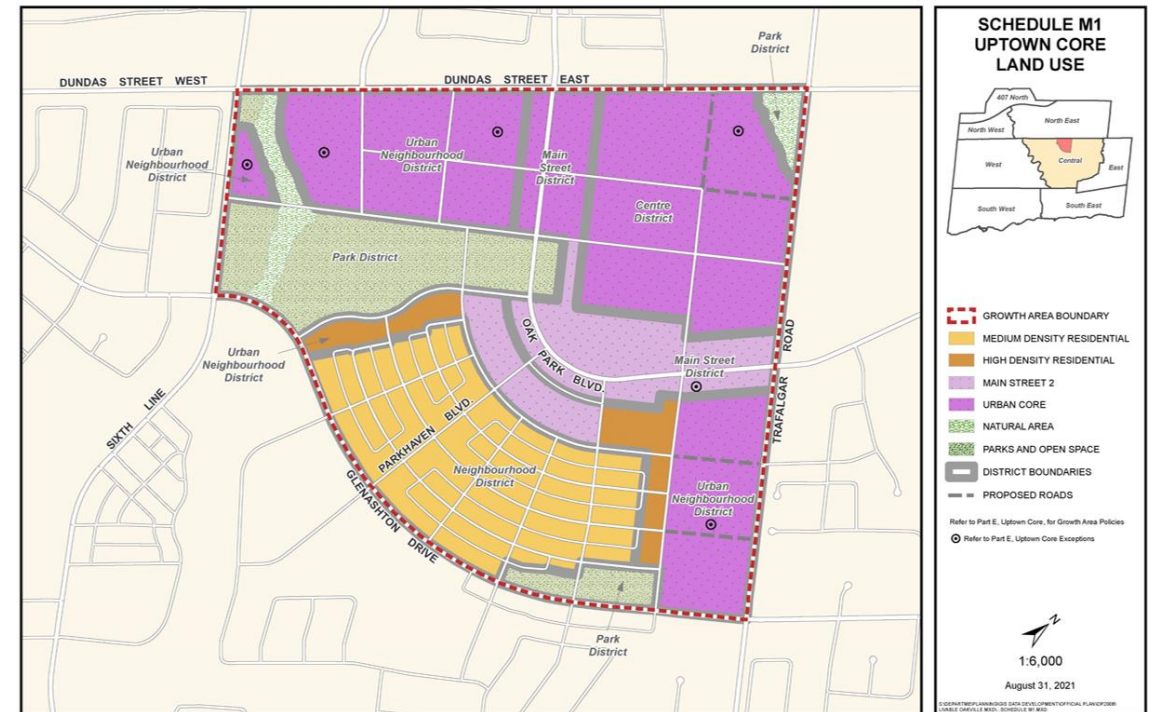 Park
District
DUNDAS STREET WEST
DUNDAS STREET EAST
Urban
Neighbourhood
District
Urban
Neighbourhood
District
Main
Street
District
Centre
District
Park District
Urban
Neighbourhood
District
OAK PARK BLVD.
Main Street
District
TRAFALGAR ROAD
SIXTH LINE
PARKHAVEN BLVD.
Neighbourhood
District
GLENASHTON DRIVE
Urban
Neighbourhood
District
Park
District
SCHEDULE M1
UPTOWN CORE
LAND USE
407 North
North West
North East
West
Central
East
South West
South East
GROWTH AREA BOUNDARY
MEDIUM DENSITY RESIDENTIAL
HIGH DENSITY RESIDENTIAL
MAIN STREET 2
URBAN CORE
NATURAL AREA
PARKS AND OPEN SPACE
DISTRICT BOUNDARIES
PROPOSED ROADS
Refer to Part E, Uptown Core, for Growth Area Policies
Refer to Part E, Uptown Core Exceptions
N
1:6,000
August 31, 2021